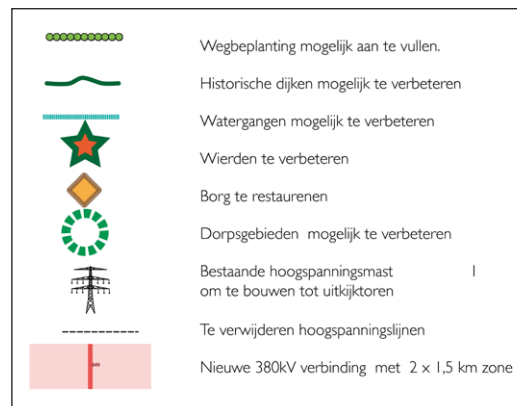 Wegbeplanting mogelijk aan te vullen.
Historische dijken mogelijk te verbeteren
Watergangen mogelijk te verbeteren
Wierden te verbeteren
Borg te restaurenen
Dorpsgebieden mogelijk te verbeteren
Bestaande hoogspanningsmast l
om te bouwen tot uitkijktoren
Te verwijderen hoogspanningslijnen
Nieuwe 380kV verbinding met 2 x 1,5 km zone